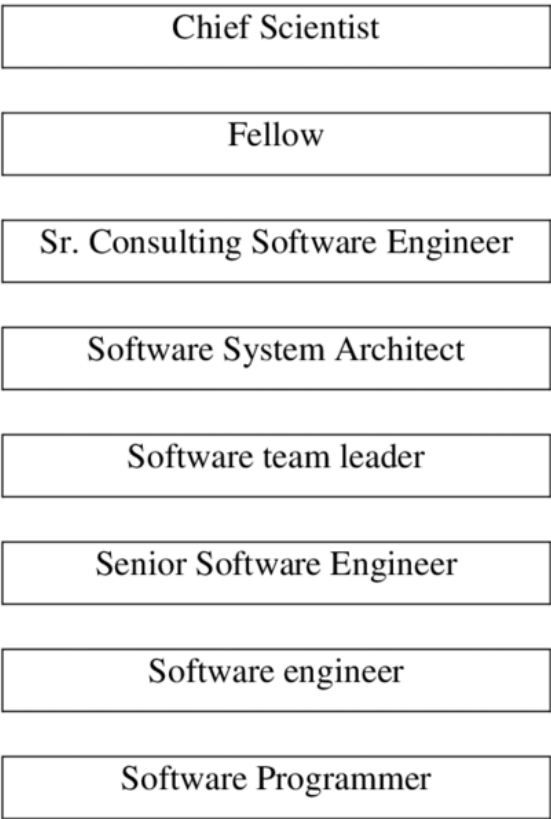 Chief Scientist
Fellow
Sr. Consulting Software Engineer
Software System Architect
Software team leader
Senior Software Engineer
Software engineer
Software Programmer